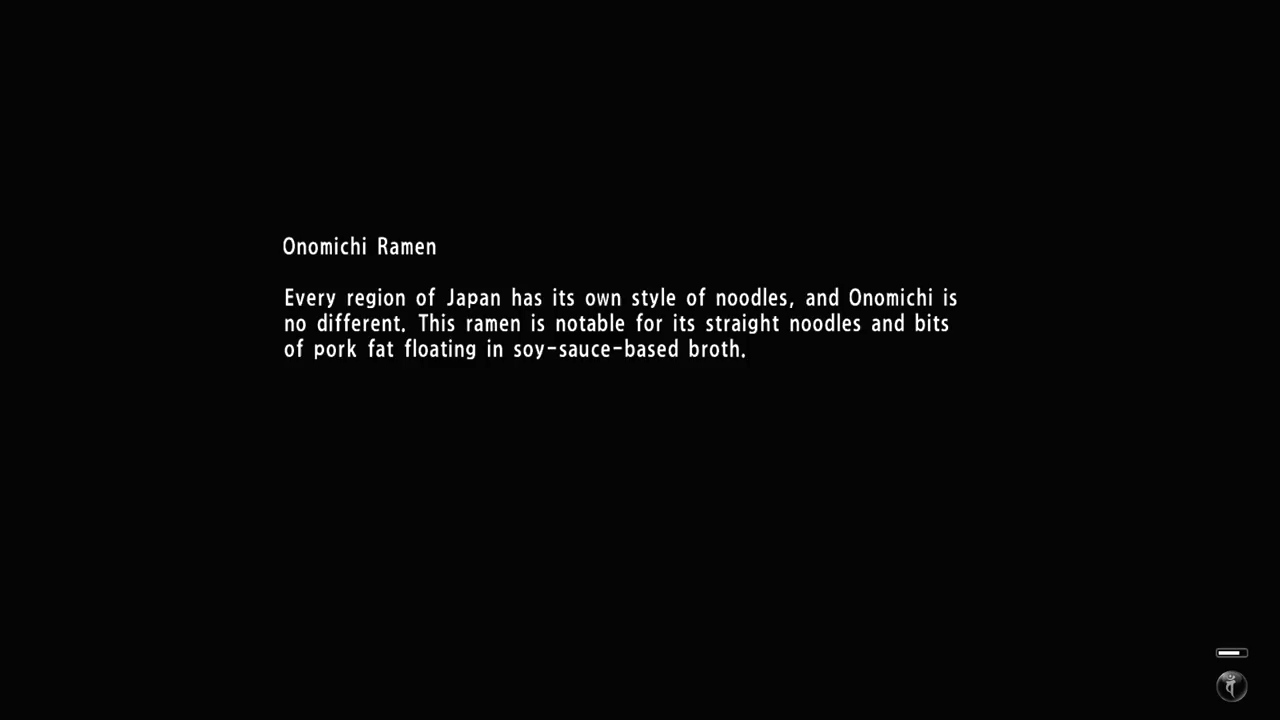 Onomichi Ramen
Every region of Japan has its own style of noodles, and Onomichi is
no different. This ramen is notable for its straight noodles and bits
of pork fat floating in soy-sauce-based broth.